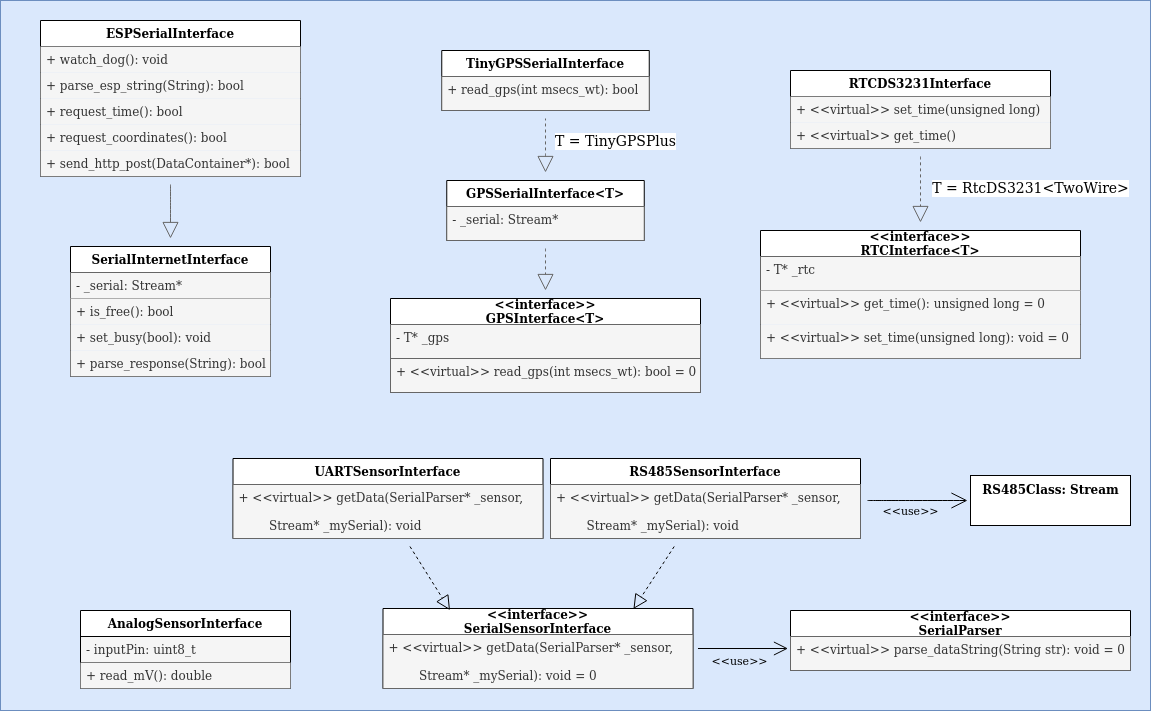 ESPSerialInterface
+ watch_dog(): void
+ parse_esp_string(String): bool
+ request_time(): bool
+ request_coordinates(): bool
+ send_http_post(DataContainer*): bool
SerialInternetInterface
- _serial: Stream*
+ is_free(): bool
+ set_busy(bool): void
+ parse_response(String): bool
TinyGPSSerialInterface
+ read_gps(int msecs_wt): bool
T = TinyGPSPlus
GPSSerialInterface<T>
- _serial: Stream*
<<interface>>
GPSInterface<T>
- T* _gps
+ <<virtual>> read_gps(int msecs_wt): bool = 0
RTCDS3231Interface
+ <<virtual>> set_time(unsigned long)
+ <<virtual>> get_time()
T = RtcDS3231<TwoWire>
<<interface>>
RTCInterface<T>
- T* _rtc
+ <<virtual>> get_time(): unsigned long = 0
+ <<virtual>> set_time(unsigned long): void = 0
UARTSensorInterface
+ <<virtual>> getData(SerialParser* _sensor,
Stream* _mySerial): void
RS485SensorInterface
+ <<virtual>> getData(SerialParser* _sensor,
Stream* _mySerial): void
<<use>>
RS485Class: Stream
AnalogSensorInterface
- inputPin: uint8_t
+ read_mV(): double
<<interface>>
SerialSensorInterface
+ <<virtual>> getData(SerialParser* _sensor,
Stream* _mySerial): void = 0
<<use>>
<<interface>>
SerialParser
+ <<virtual>> parse_dataString(String str): void = 0